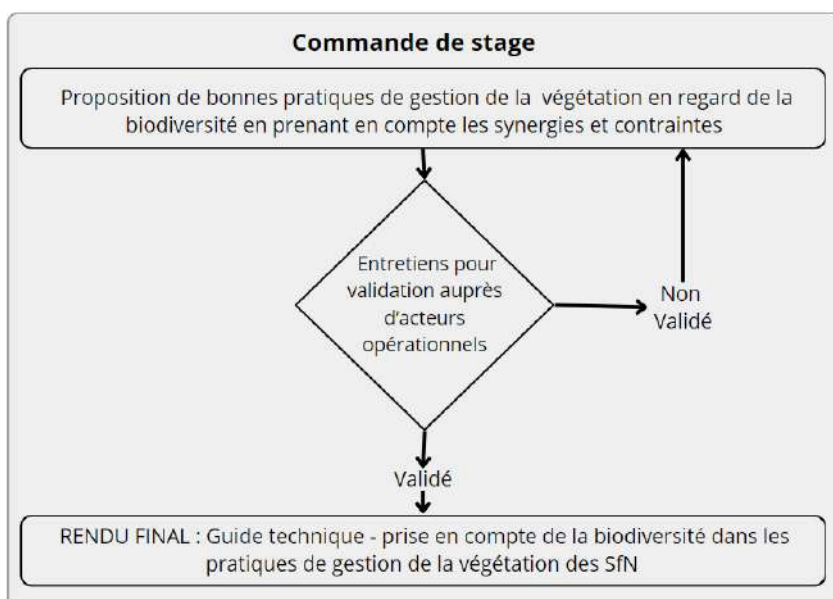 Commande de stage
Proposition de bonnes pratiques de gestion de la végétation en regard de la
biodiversité en prenant en compte les synergies et contraintes
Entretiens pour
validation auprès
d'acteurs
opérationnels
Non
Validé
Validé
RENDU FINAL : Guide technique - prise en compte de la biodiversité dans les
pratiques de gestion de la végétation des SfN